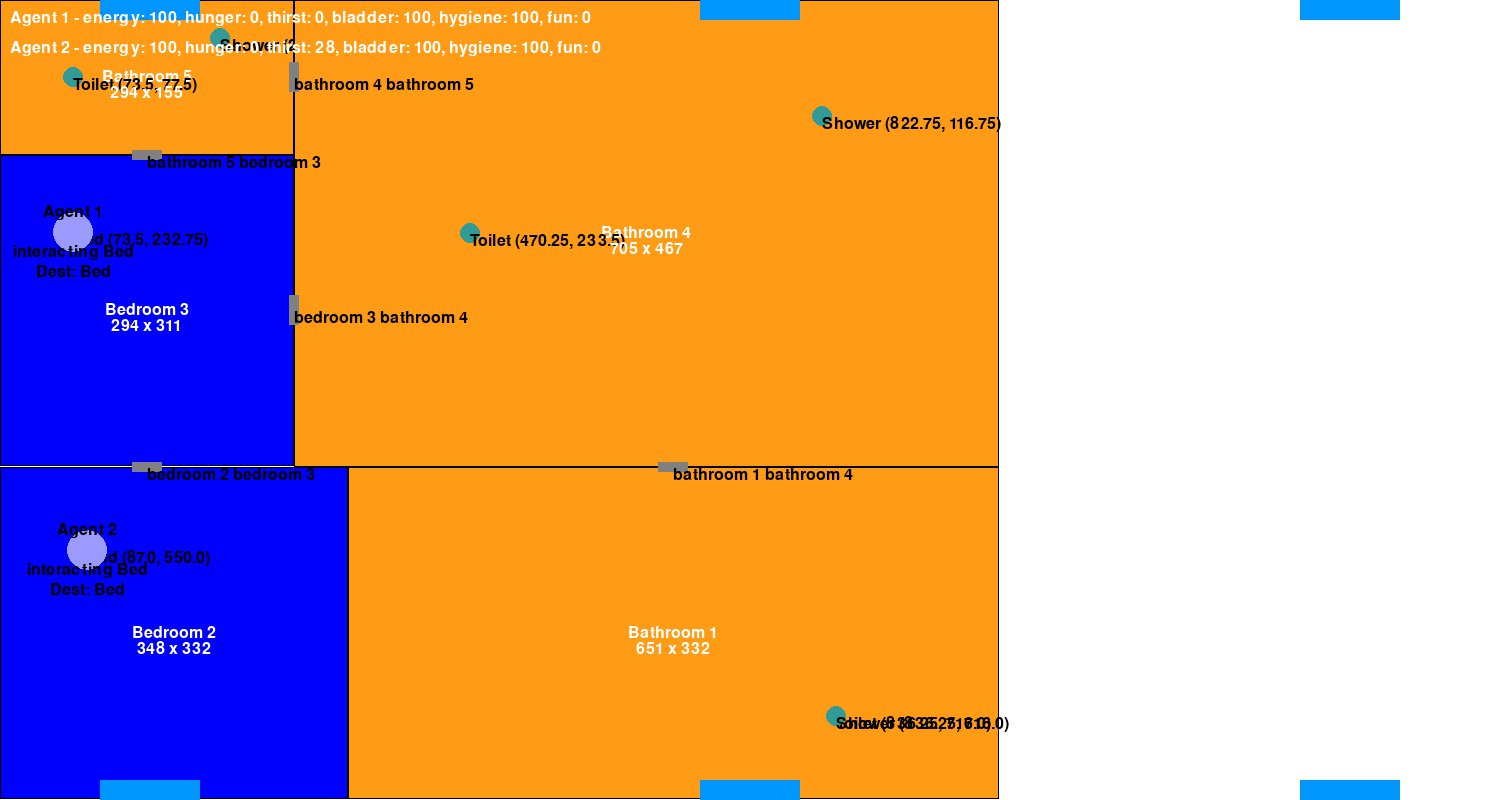 Agent 1 - energy: 100, hunger: 0, thirst: 0, bladder: 100, hygiene: 100, fun: 0
Agent 2 - energy: 100, hunger: 0, thirst: 28, bladder: 100, hygiene: 100, fun: 0
Shower
Bathroom 5
Toilet (73.5, 77.5)
294 x 155
bathroom 4 bathroom 5
Shower (822.75, 116.75)
bathroom 5 bedroom 3
Agent 1
(73.5, 232.75)
interacting Bed
Dest: Bed
Bathroom 4
Toilet (470.25, 233.5)
705 x 467
Bedroom 3
294 x 311
bedroom 3 bathroom 4
bedroom 2 bedroom 3
bathroom 1 bathroom 4
Agent 2
(87.0, 550.0)
interacting Bed
Dest: Bed
Bedroom 2
348 x 332
Bathroom 1
651 x 332